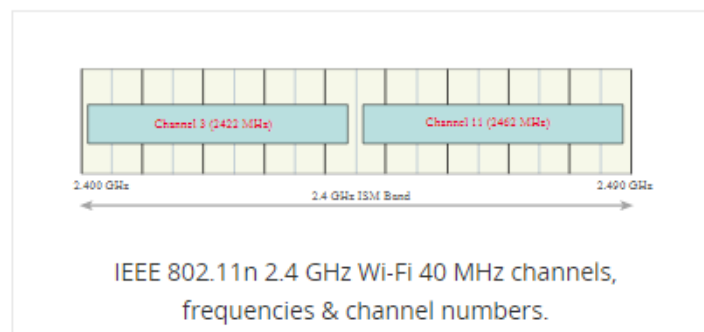 Channel 3 (2422 MHz)
Channel 11 (2462 MHz)
2.400 GHz
2.490 GHz
2.4 GHz ISM Band
IEEE 802.11n 2.4 GHz Wi-Fi 40 MHz channels,
frequencies & channel numbers.